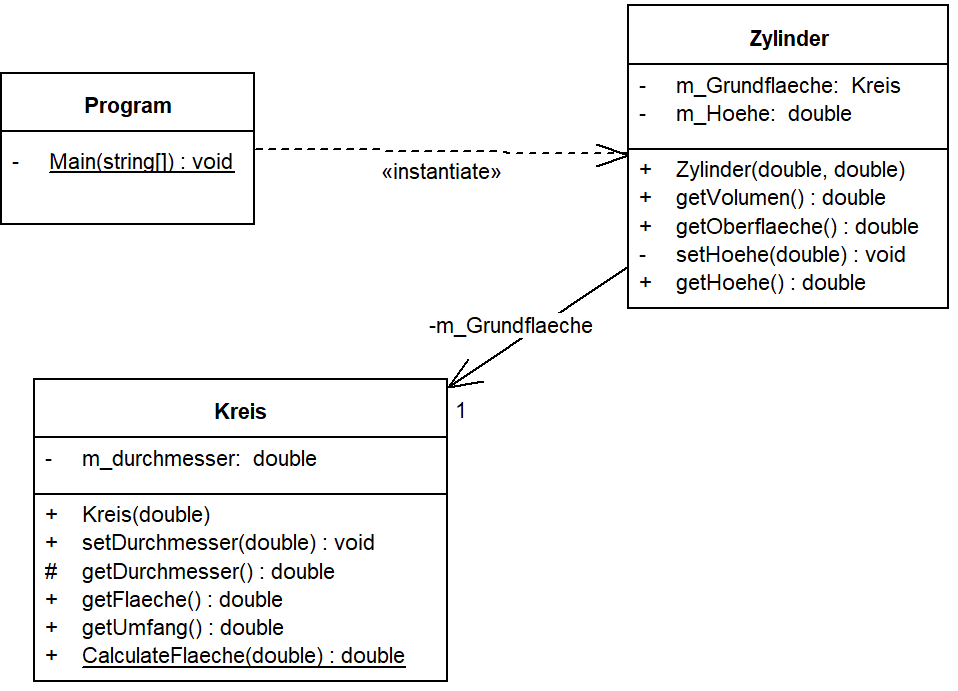 Program
- Main(string[]) : void
«instantiate»
Zylinder
- m_Grundflaeche: Kreis
- m_Hoehe: double
+ Zylinder(double, double)
+ getVolumen() : double
+ getOberflaeche() : double
- setHoehe(double) : void
+ getHoehe() : double
-m_Grundflaeche
1
Kreis
- m_durchmesser: double
+ Kreis(double)
+ setDurchmesser(double) : void
# getDurchmesser() : double
+ getFlaeche() : double
+ getUmfang() : double
+ CalculateFlaeche(double) : double